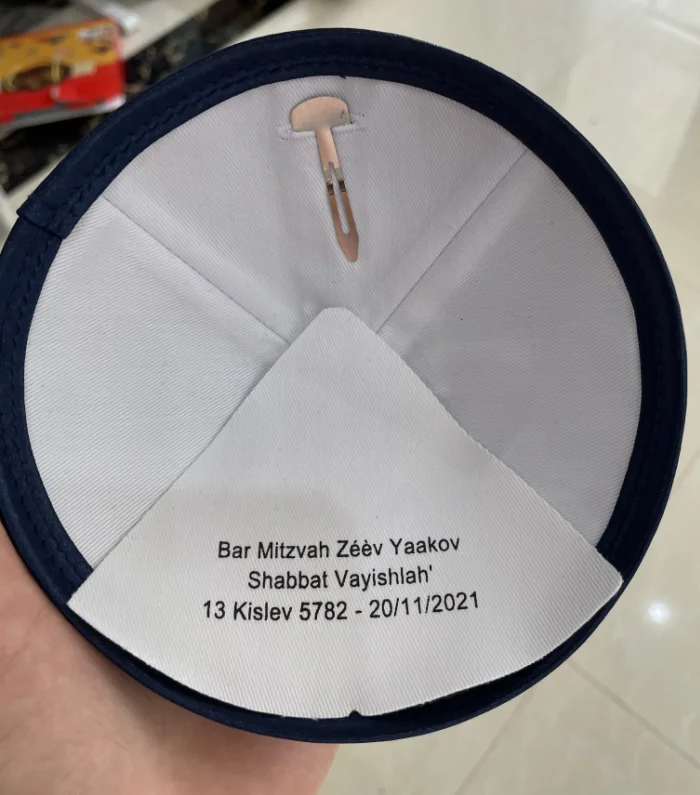 Bar Mitzvah Zéèv Yaakov
Shabbat Vayishlah'
13 Kislev 5782 - 20/11/2021